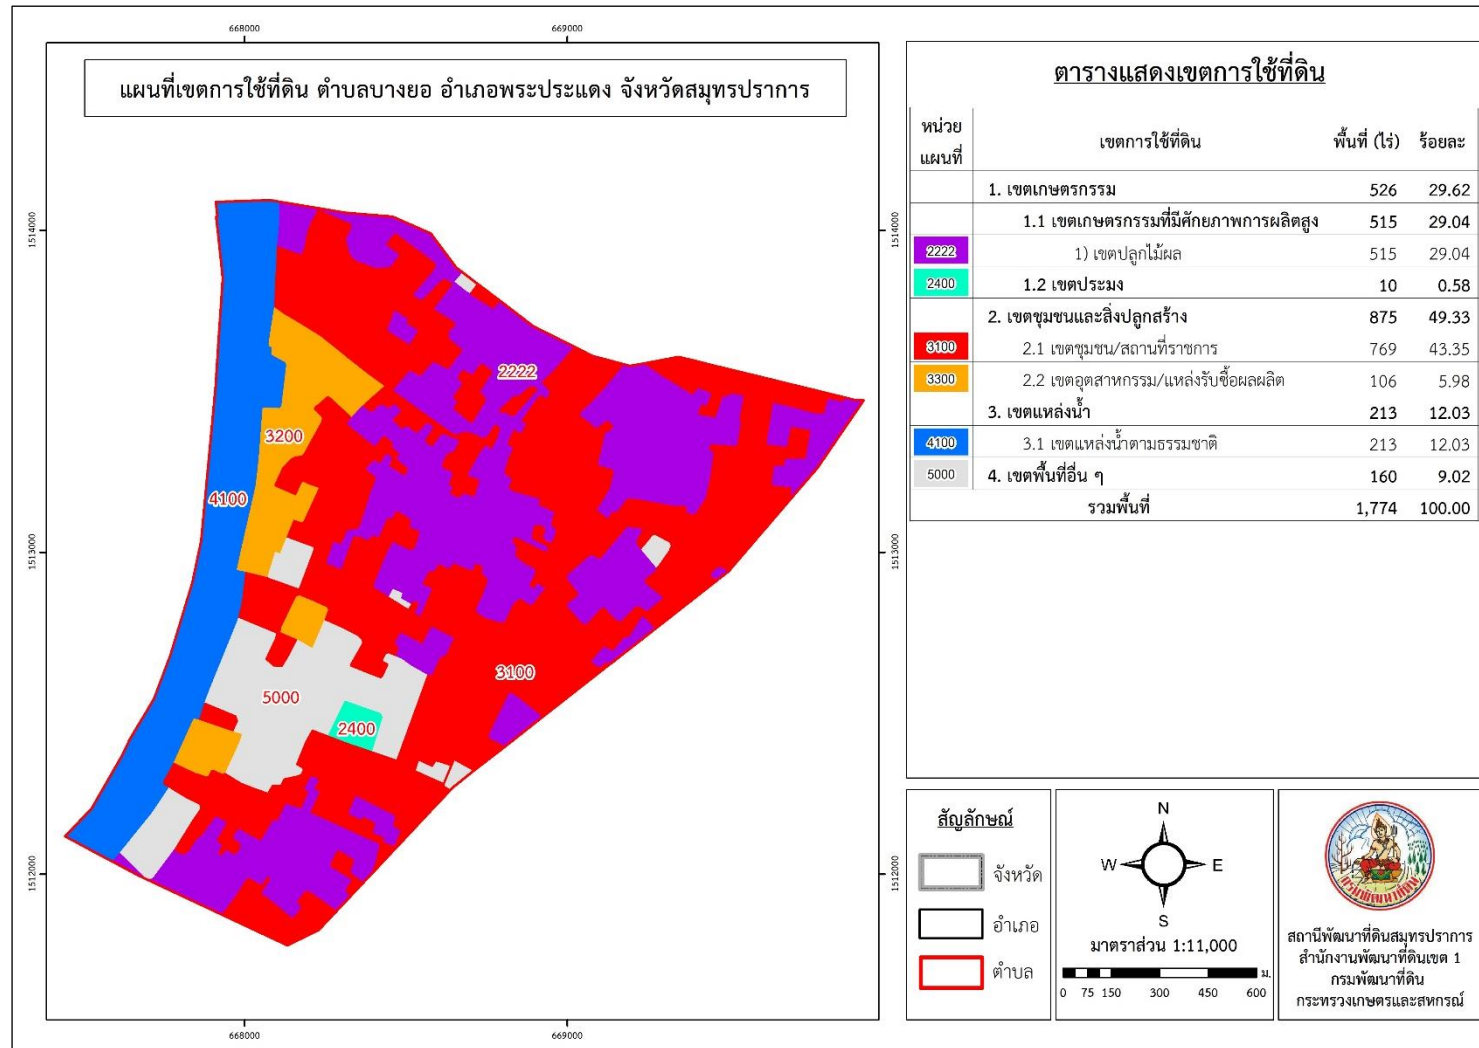 668000
669000
แผนที่เขตการใช้ที่ดิน ตำบลบางยอ อำเภอพระประแดง จังหวัดสมุทรปราการ
1514000
1514000
2222
3200
4100
1513000
1513000
3100
5000
2400
1512000
1512000
668000
669000
ตารางแสดงเขตการใช้ที่ดิน
หน่วยแผนที่ เขตการใช้ที่ดิน พื้นที่ (ไร่) ร้อยละ
1. เขตเกษตรกรรม 526 29.62
1.1 เขตเกษตรกรรมที่มีศักยภาพการผลิตสูง 515 29.04
2222 1) เขตปลูกไม้ผล 515 29.04
2400 1.2 เขตประมง 10 0.58
2. เขตชุมชนและสิ่งปลูกสร้าง 875 49.33
3100 2.1 เขตชุมชน/สถานที่ราชการ 769 43.35
3300 2.2 เขตอุตสาหกรรม/แหล่งรับซื้อผลผลิต 106 5.98
3. เขตแหล่งน้ำ 213 12.03
4100 3.1 เขตแหล่งน้ำตามธรรมชาติ 213 12.03
5000 4. เขตพื้นที่อื่น ๆ 160 9.02
รวมพื้นที่ 1,774 100.00
สัญลักษณ์
จังหวัด
อำเภอ
ตำบล
N
W E
S
มาตราส่วน 1:11,000
ม.
0 75 150 300 450 600
กรมพัฒนาที่ดิน
สถานีพัฒนาที่ดินสมุทรปราการ
สำนักงานพัฒนาที่ดินเขต 1
กรมพัฒนาที่ดิน
กระทรวงเกษตรและสหกรณ์